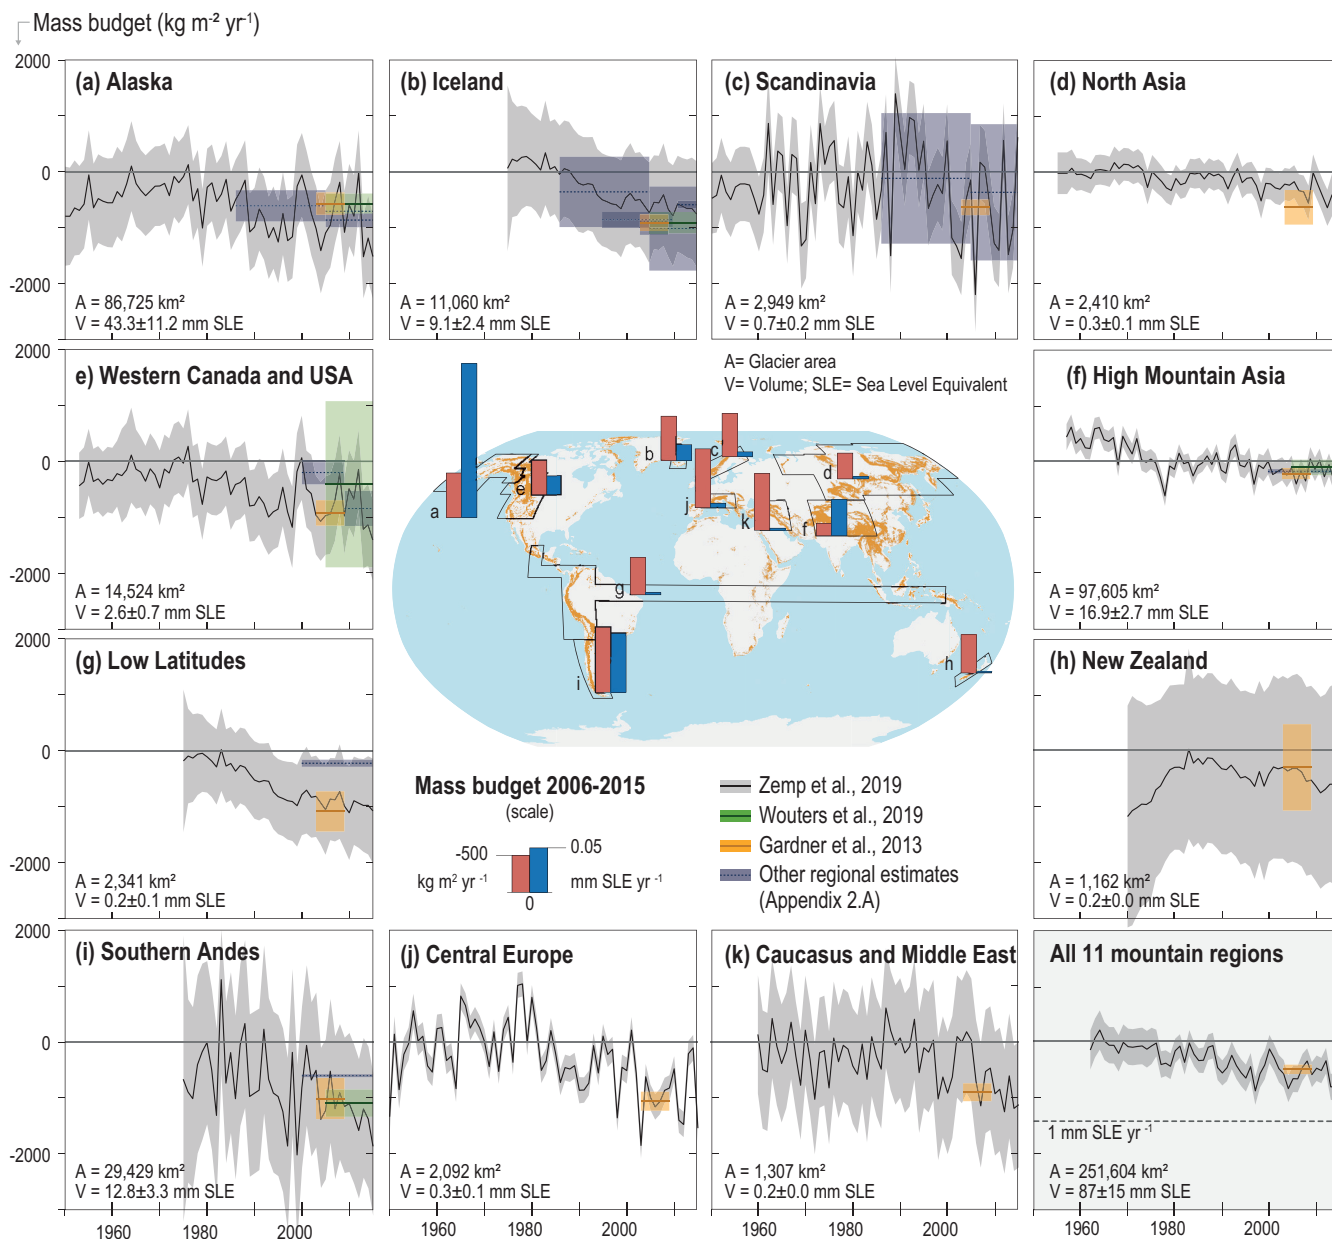 Mass budget (kg m⁻² yr⁻¹)
2000
0
-2000
(a) Alaska
A = 86,725 km²
V = 43.3±11.2 mm SLE
(b) Iceland
A = 11,060 km²
V = 9.1±2.4 mm SLE
(c) Scandinavia
A = 2,949 km²
V = 0.7±0.2 mm SLE
(d) North Asia
A = 2,410 km²
V = 0.3±0.1 mm SLE
2000
0
-2000
e) Western Canada and USA
A = 14,524 km²
V = 2.6±0.7 mm SLE
A= Glacier area
V= Volume; SLE= Sea Level Equivalent
a
b
c
d
e
f
g
h
i
j
k
(f) High Mountain Asia
A = 97,605 km²
V = 16.9±2.7 mm SLE
2000
0
-2000
(g) Low Latitudes
A = 2,341 km²
V = 0.2±0.1 mm SLE
Mass budget 2006-2015
(scale)
-500
0.05
kg m² yr ⁻¹
mm SLE yr⁻¹
0
Zemp et al., 2019
Wouters et al., 2019
Gardner et al., 2013
Other regional estimates
(Appendix 2.A)
(h) New Zealand
A = 1,162 km²
V = 0.2±0.0 mm SLE
2000
0
-2000
(i) Southern Andes
A = 29,429 km²
V = 12.8±3.3 mm SLE
1960
1980
2000
(j) Central Europe
A = 2,092 km²
V = 0.3±0.1 mm SLE
1960
1980
2000
(k) Caucasus and Middle East
A = 1,307 km²
V = 0.2±0.0 mm SLE
1960
1980
2000
All 11 mountain regions
1 mm SLE yr ⁻¹
A = 251,604 km²
V = 87±15 mm SLE
1960
1980
2000